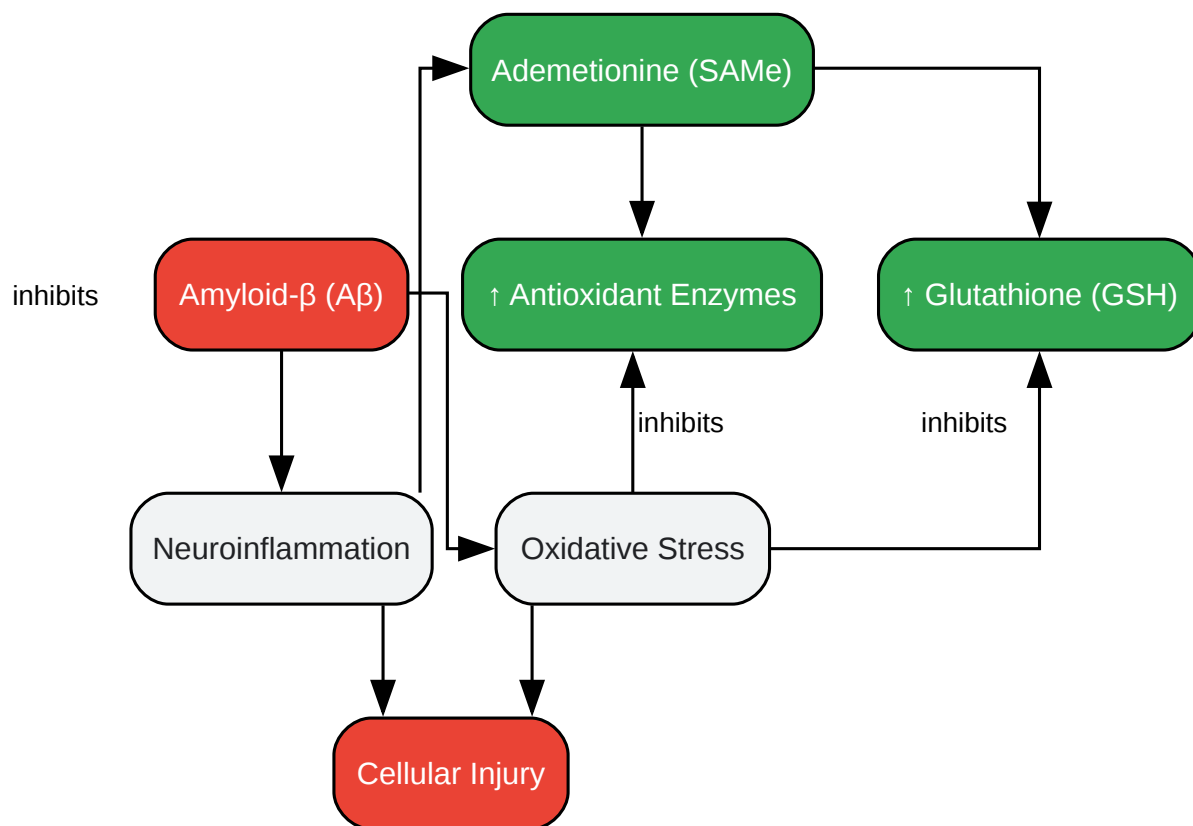 Ademetionine (SAMe)
inhibits
Amyloid-β (Aβ)
↑ Antioxidant Enzymes
↑ Glutathione (GSH)
inhibits
inhibits
Neuroinflammation
Oxidative Stress
Cellular Injury